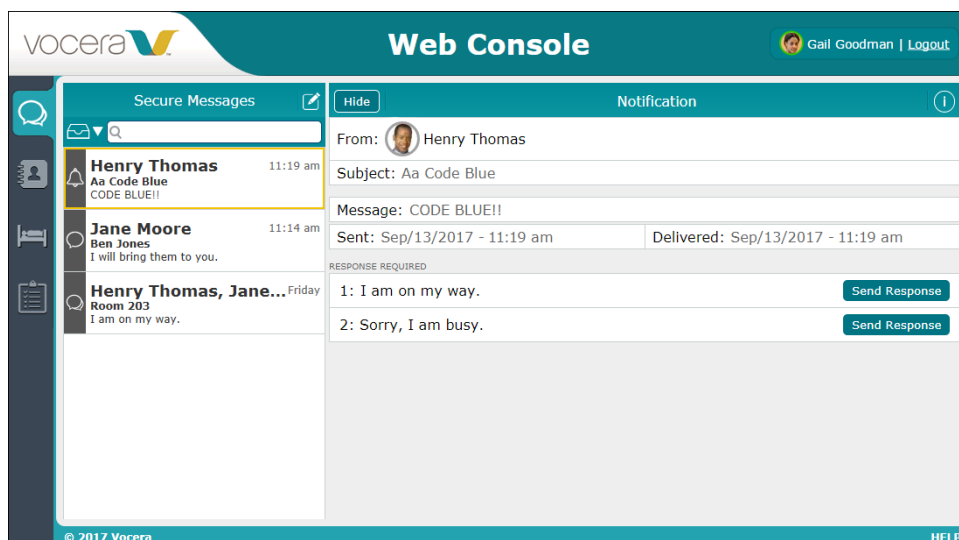 vocera
Web Console
Gail Goodman | Logout
Secure Messages
Hide
Notification
Henry Thomas 11:19 am
Aa Code Blue
CODE BLUE!!
Jane Moore 11:14 am
Ben Jones
I will bring them to you.
Henry Thomas, Jane... Friday
Room 203
I am on my way.
From: Henry Thomas
Subject: Aa Code Blue
Message: CODE BLUE!!
Sent: Sep/13/2017 - 11:19 am Delivered: Sep/13/2017 - 11:19 am
RESPONSE REQUIRED
1: I am on my way. Send Response
2: Sorry, I am busy. Send Response
© 2017 Vocera
HELP